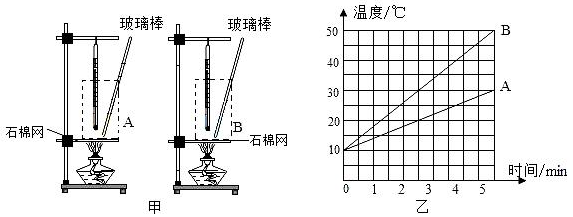 玻璃棒
玻璃棒
A
B
石棉网
石棉网
甲
温度/℃
50
40
30
20
10
0 1 2 3 4 5
B
A
时间/min
乙